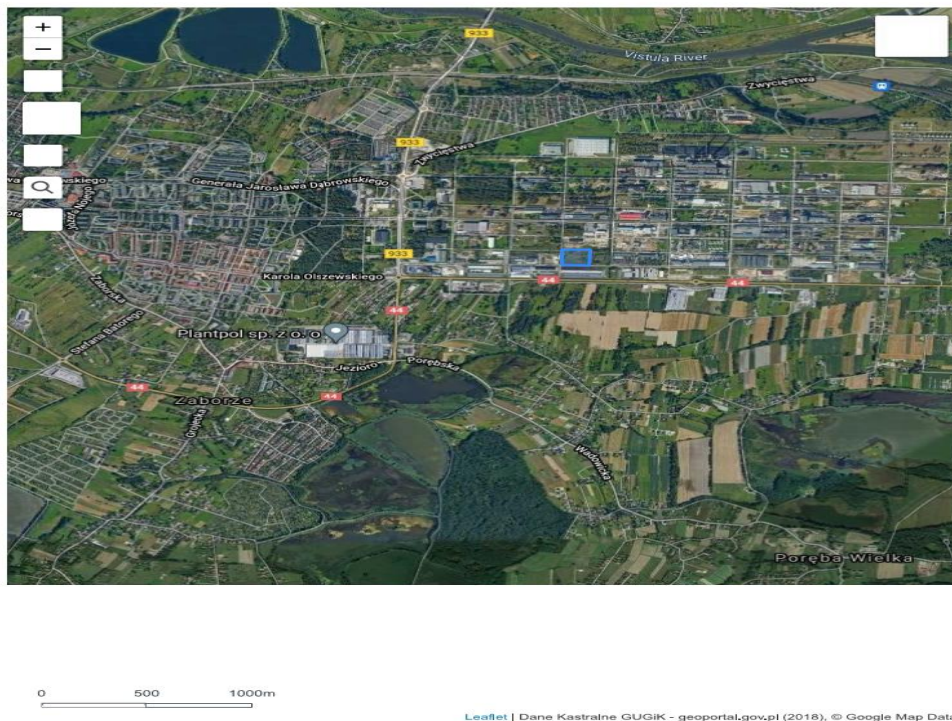 +
−
933
Vistula River
Zwycięstwa
933
Zwycięstwa
Generała Jarosława Dąbrowskiego
933
Karola Olszewskiego
44
44
Zaborska
44
Stefana Batorego
Plantpol sp. z o. o
Jezioro
Porębska
44
44
Zaborze
Grojecka
Wadowicka
Poręba Wielka
0 500 1000m
Leaflet | Dane Kastralne GUGiK - geoportal.gov.pl (2018), © Google Map Data